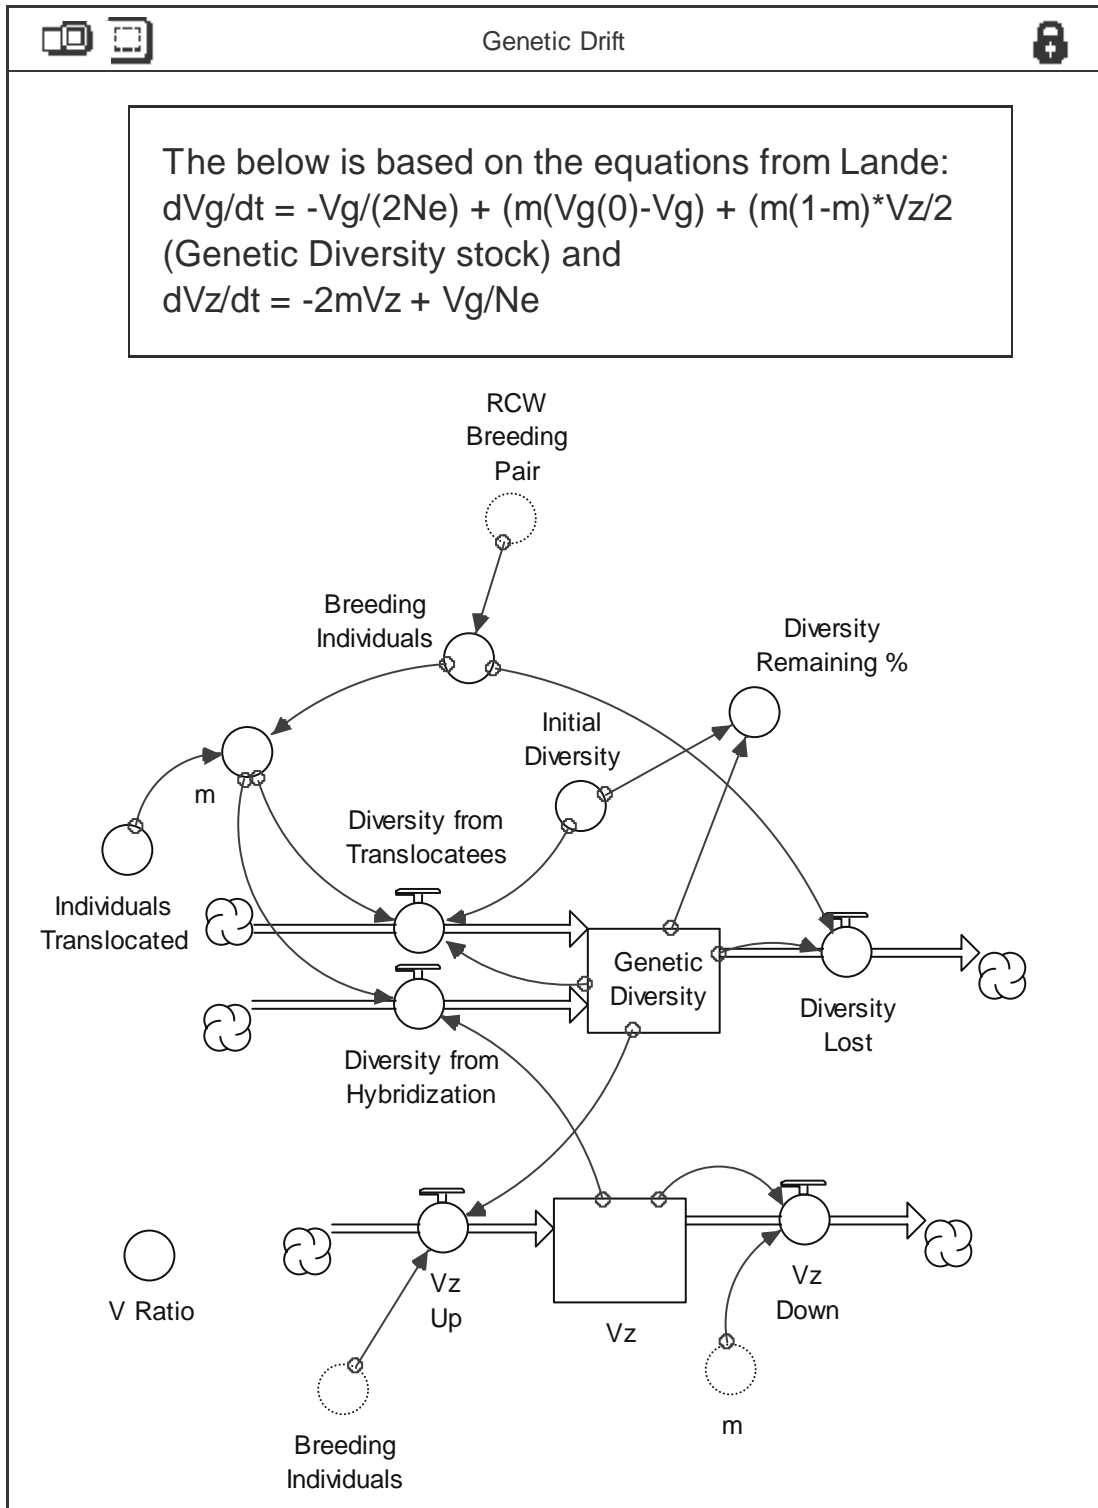 Genetic Drift
The below is based on the equations from Lande:
dVg/dt = -Vg/(2Ne) + (m(Vg(0)-Vg) + (m(1-m)*Vz/2
(Genetic Diversity stock) and
dVz/dt = -2mVz + Vg/Ne
RCW
Breeding
Pair
Breeding
Individuals
Diversity
Remaining %
Initial
Diversity
m
Diversity from
Translocatees
Individuals
Translocated
Genetic
Diversity
Diversity
Lost
Diversity from
Hybridization
Vz
Up
Vz
Vz
Down
V Ratio
m
Breeding
Individuals